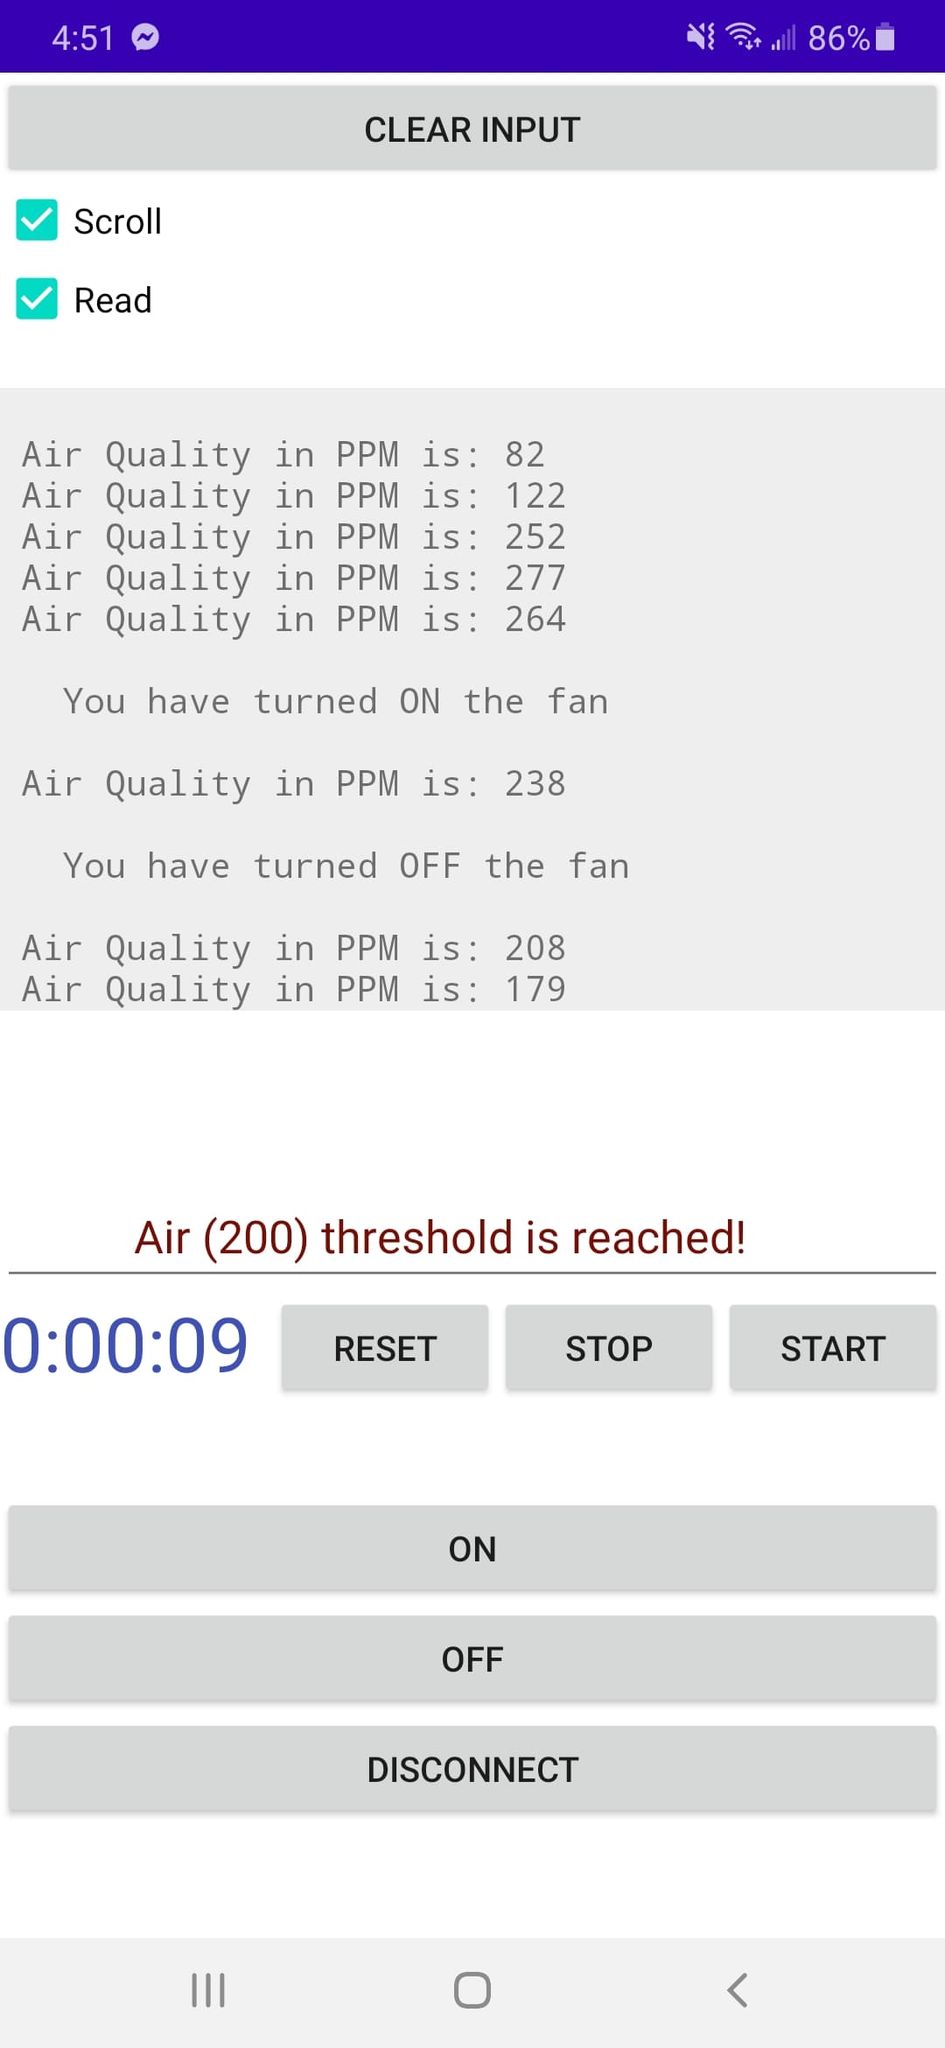 4:51 86%
CLEAR INPUT
Scroll
Read
Air Quality in PPM is: 82
Air Quality in PPM is: 122
Air Quality in PPM is: 252
Air Quality in PPM is: 277
Air Quality in PPM is: 264
You have turned ON the fan
Air Quality in PPM is: 238
You have turned OFF the fan
Air Quality in PPM is: 208
Air Quality in PPM is: 179
Air (200) threshold is reached!
0:00:09 RESET STOP START
ON
OFF
DISCONNECT